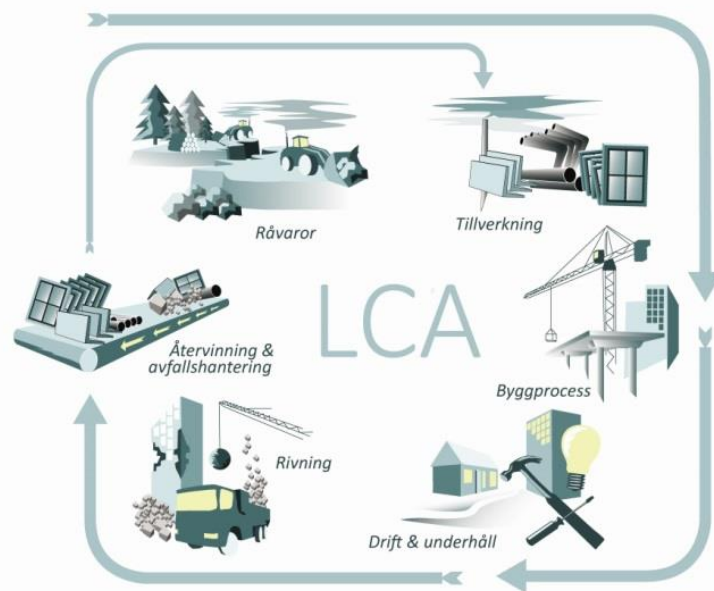 Råvaror
Tillverkning
LCA
Återvinning &
avfallshantering
Byggprocess
Rivning
Drift & underhåll